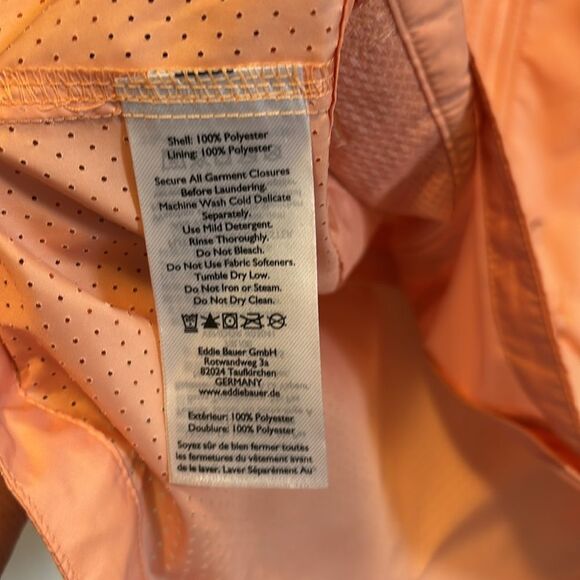 Shell: 100% Polyester
Lining: 100% Polyester
Secure All Garment Closures
Before Laundering.
Machine Wash Cold Delicate
Separately.
Use Mild Detergent.
Rinse Thoroughly.
Do Not Bleach.
Do Not Use Fabric Softeners.
Tumble Dry Low.
Do Not Iron or Steam.
Do Not Dry Clean.
Eddie Bauer GmbH
Rotwandweg 3a
82024 Taufkirchen
GERMANY
www.eddiebauer.com
Extérieur: 100% Polyester
Doublure: 100% Polyester
Soyez sûr de bien fermer toutes
les fermetures du vêtement avant
de la laver. Laver Séparément Au